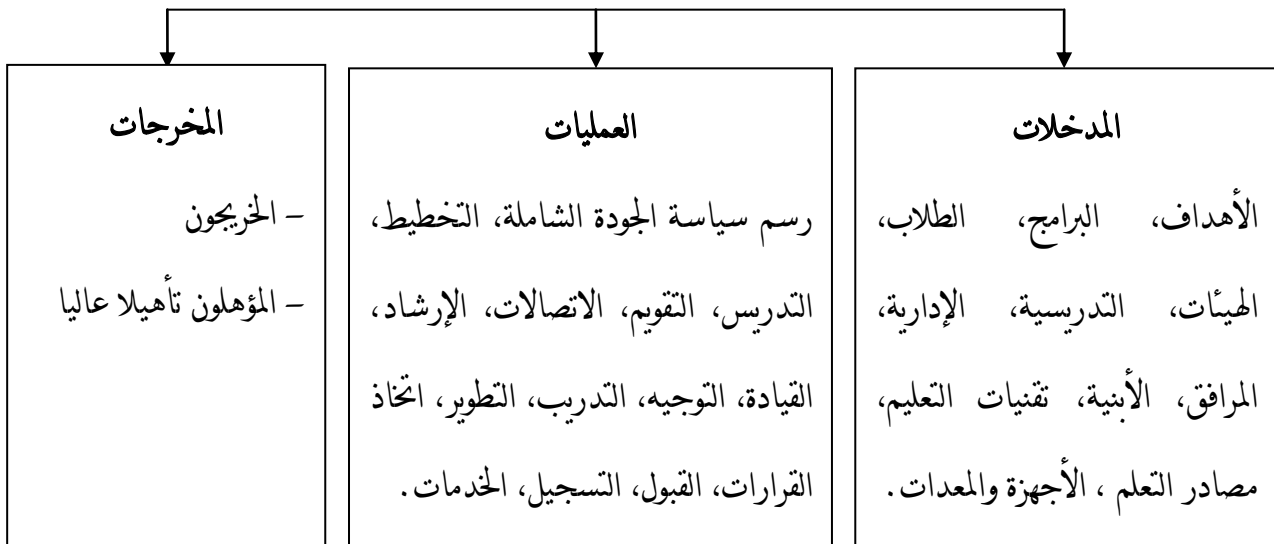 المدخلات
الأهداف، البرامج، الطلاب،
الهيئات، التدريسية، الإدارية،
المرافق، الأبنية، تقنيات التعليم،
مصادر التعلم ، الأجهزة والمعدات.
العمليات
رسم سياسة الجودة الشاملة، التخطيط،
التدريس، التقويم، الاتصالات، الإرشاد،
القيادة، التوجيه، التدريب، التطوير، اتخاذ
القرارات، القبول، التسجيل، الخدمات.
المخرجات
– الخريجون
– المؤهلون تأهيلا عاليا